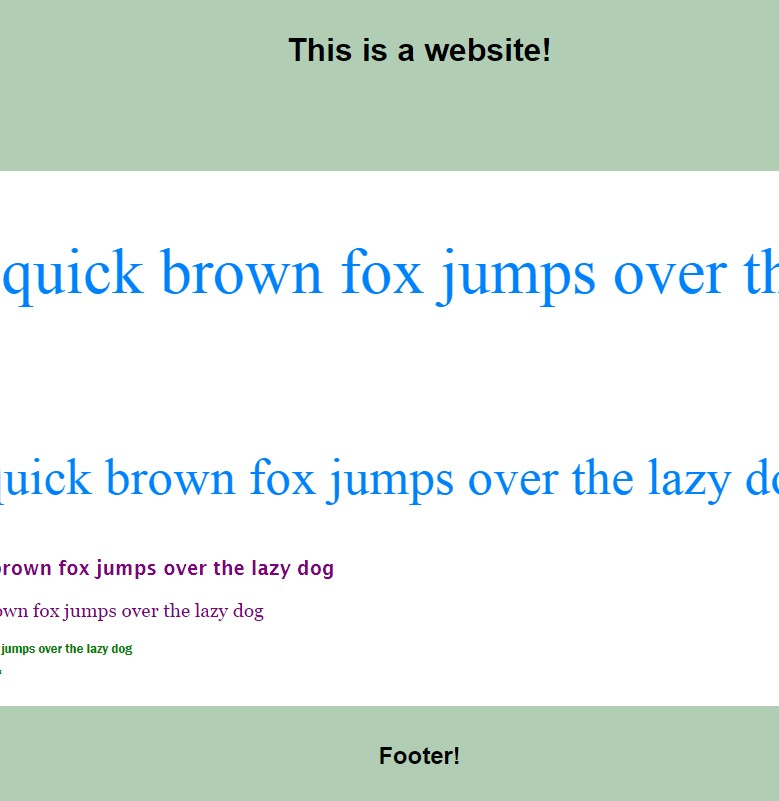 This is a website!
quick brown fox jumps over th
quick brown fox jumps over the lazy do
brown fox jumps over the lazy dog
own fox jumps over the lazy dog
jumps over the lazy dog
Footer!